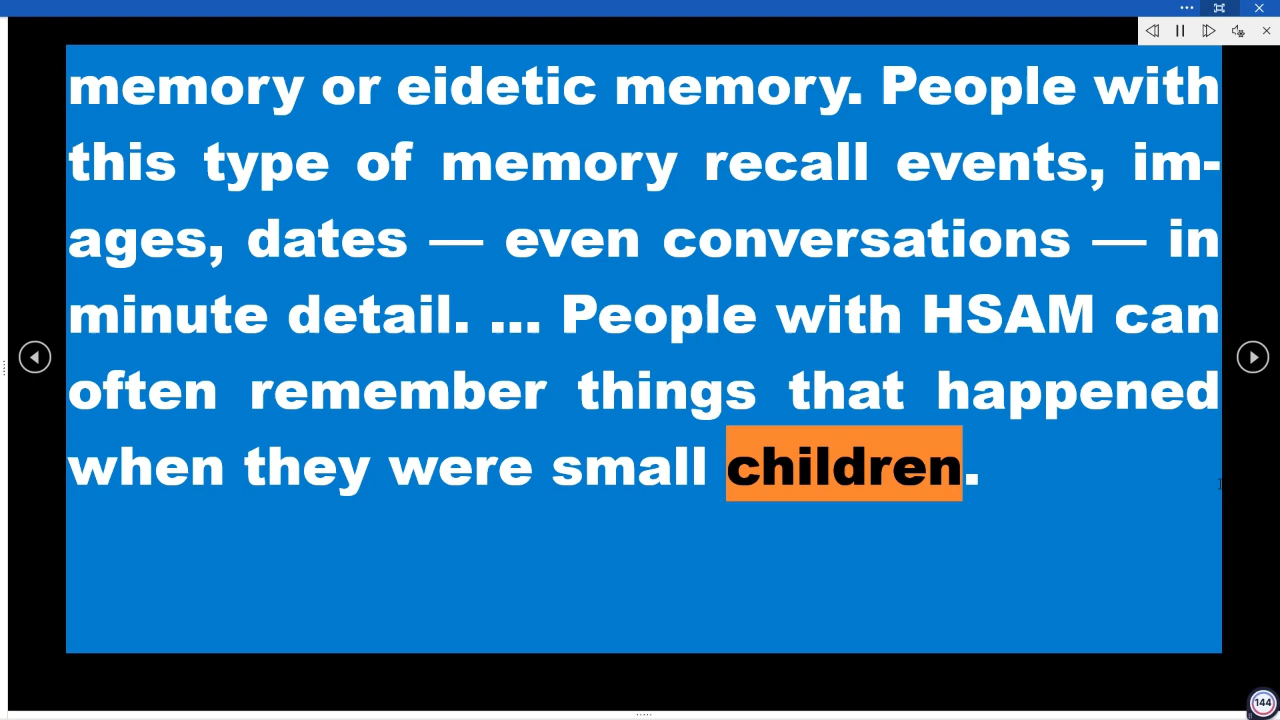 memory or eidetic memory. People with
this type of memory recall events, im-
ages, dates — even conversations — in
minute detail. ... People with HSAM can
often remember things that happened
when they were small children.
144